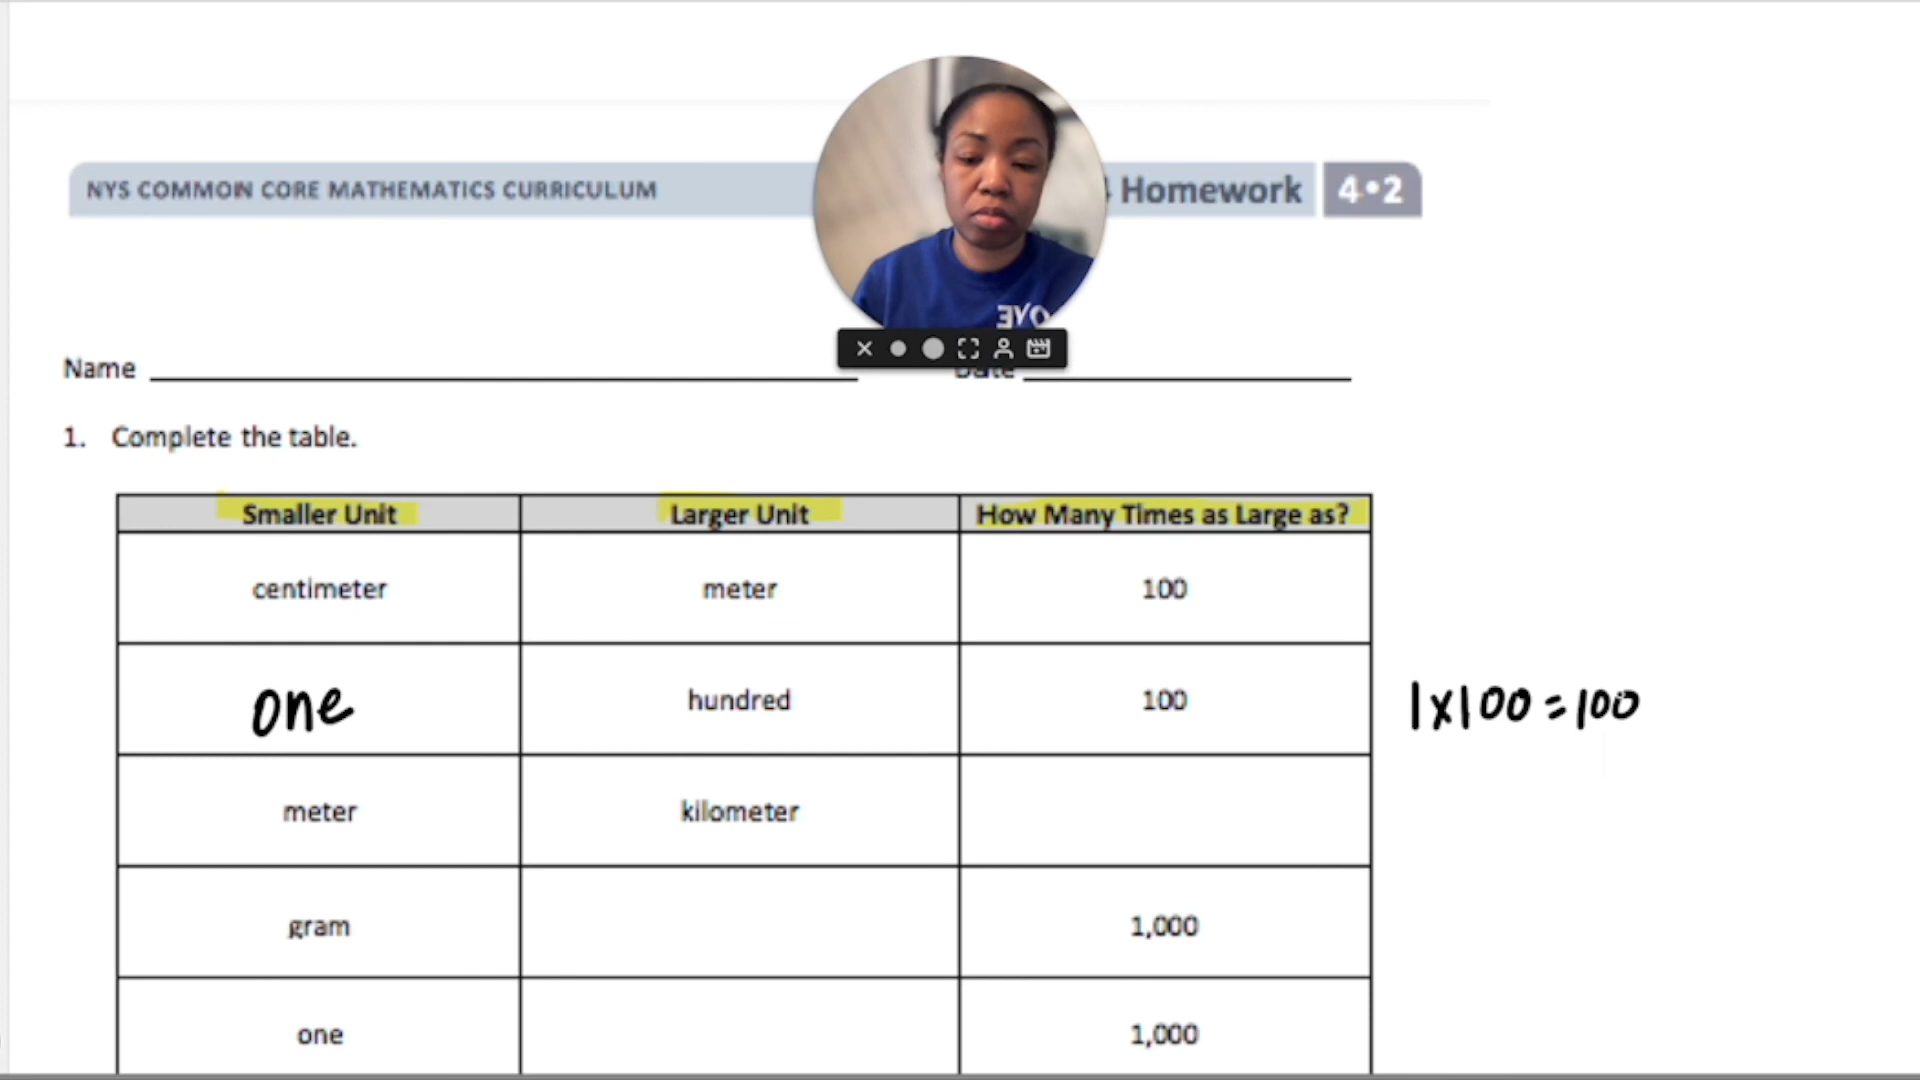 NYS COMMON CORE MATHEMATICS CURRICULUM Homework 4•2
Name Date
1. Complete the table.
Smaller Unit Larger Unit How Many Times as Large as?
centimeter meter 100
one hundred 100 1x100=100
meter kilometer
gram 1,000
one 1,000